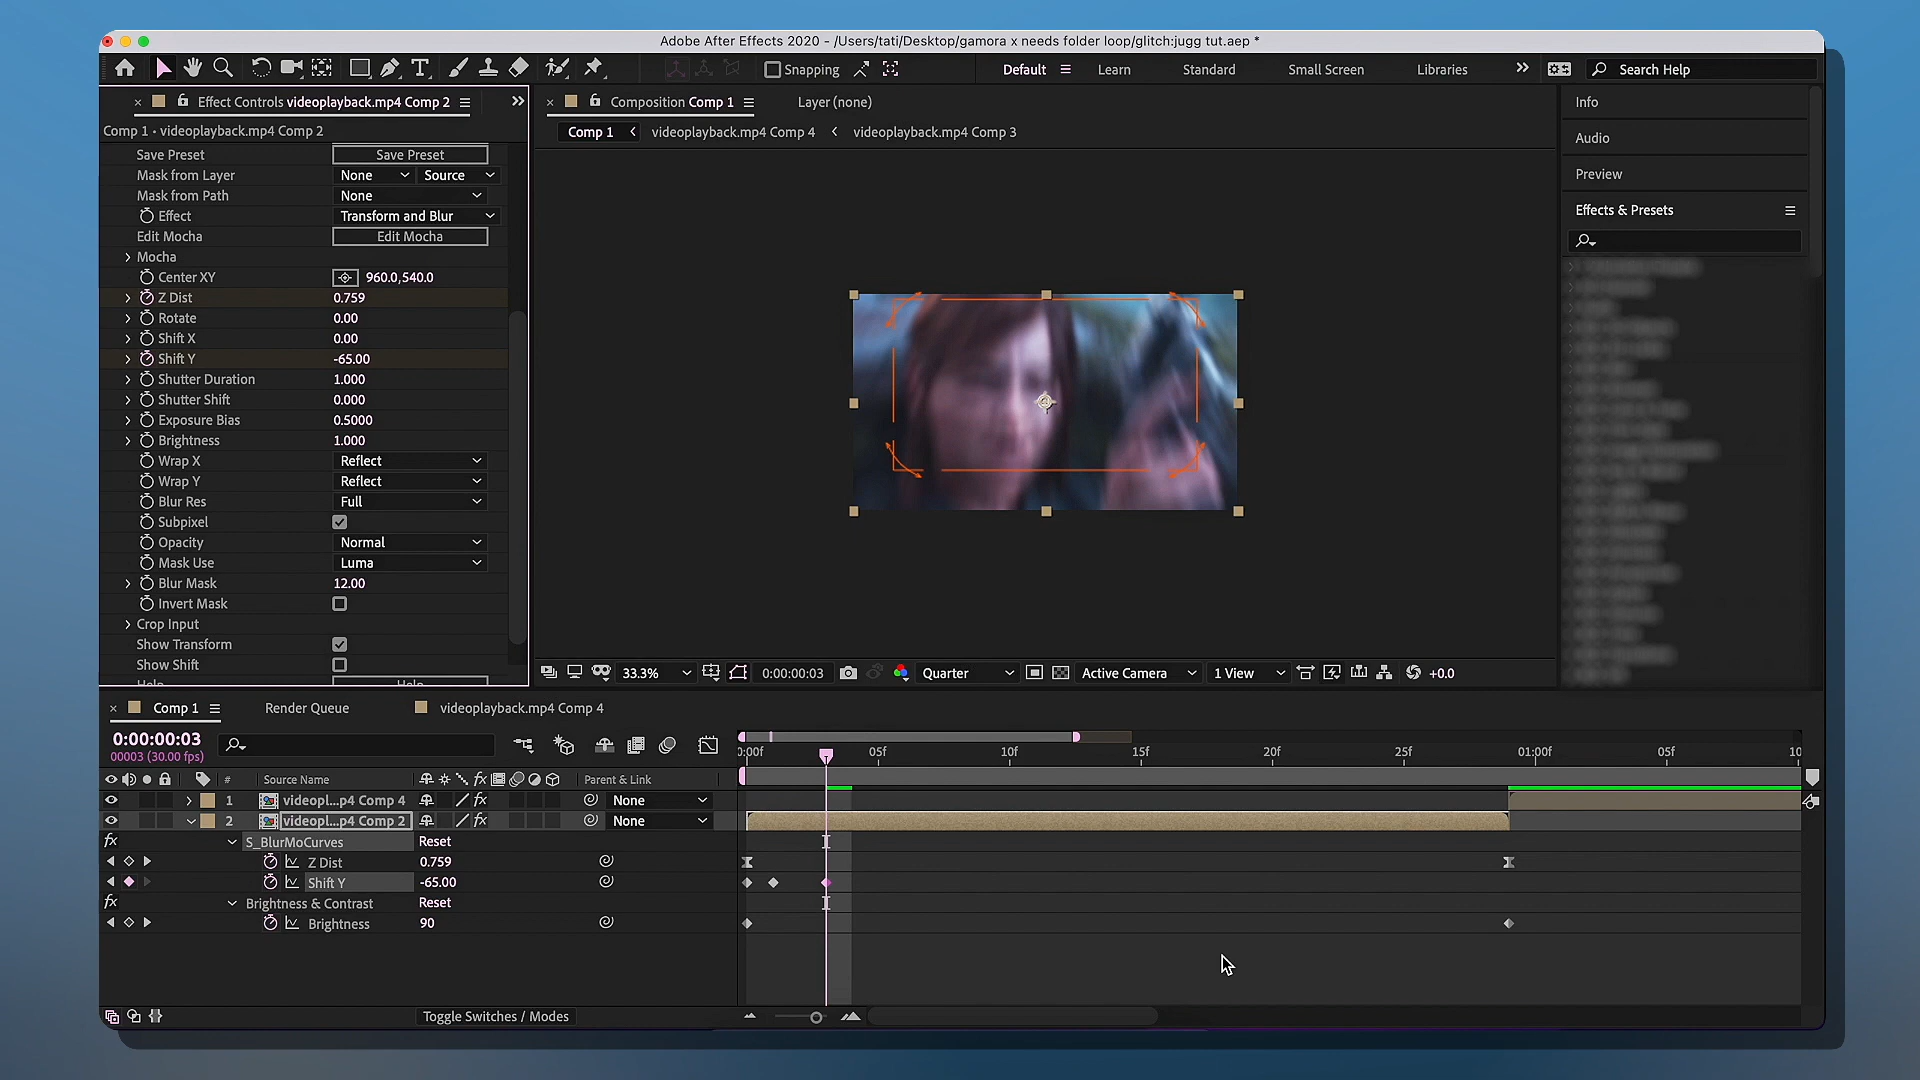 Adobe After Effects 2020 - /Users/tati/Desktop/gamora x needs folder loop/glitch:jugg tut.aep *
Snapping
Default
Learn
Standard
Small Screen
Libraries
Search Help
Effect Controls videoplayback.mp4 Comp 2
Composition Comp 1
Layer (none)
Info
Comp 1 • videoplayback.mp4 Comp 2
Comp 1
videoplayback.mp4 Comp 4
videoplayback.mp4 Comp 3
Audio
Preview
Effects & Presets
Save Preset Save Preset
Mask from Layer None Source
Mask from Path None
Effect Transform and Blur
Edit Mocha Edit Mocha
Mocha
Center XY 960.0,540.0
Z Dist 0.759
Rotate 0.00
Shift X 0.00
Shift Y -65.00
Shutter Duration 1.000
Shutter Shift 0.000
Exposure Bias 0.5000
Brightness 1.000
Wrap X Reflect
Wrap Y Reflect
Blur Res Full
Subpixel
Opacity Normal
Mask Use Luma
Blur Mask 12.00
Invert Mask
Crop Input
Show Transform
Show Shift
Help Help
33.3%
0:00:00:03
Quarter
Active Camera
1 View
+0.0
Comp 1
Render Queue
videoplayback.mp4 Comp 4
0:00:00:03
00003 (30.00 fps)
0:00f 05f 10f 15f 20f 25f 01:00f 05f 10
# Source Name Parent & Link
1 videopl...p4 Comp 4 None
2 videopl...p4 Comp 2 None
S_BlurMoCurves Reset
Z Dist 0.759
Shift Y -65.00
Brightness & Contrast Reset
Brightness 90
Toggle Switches / Modes